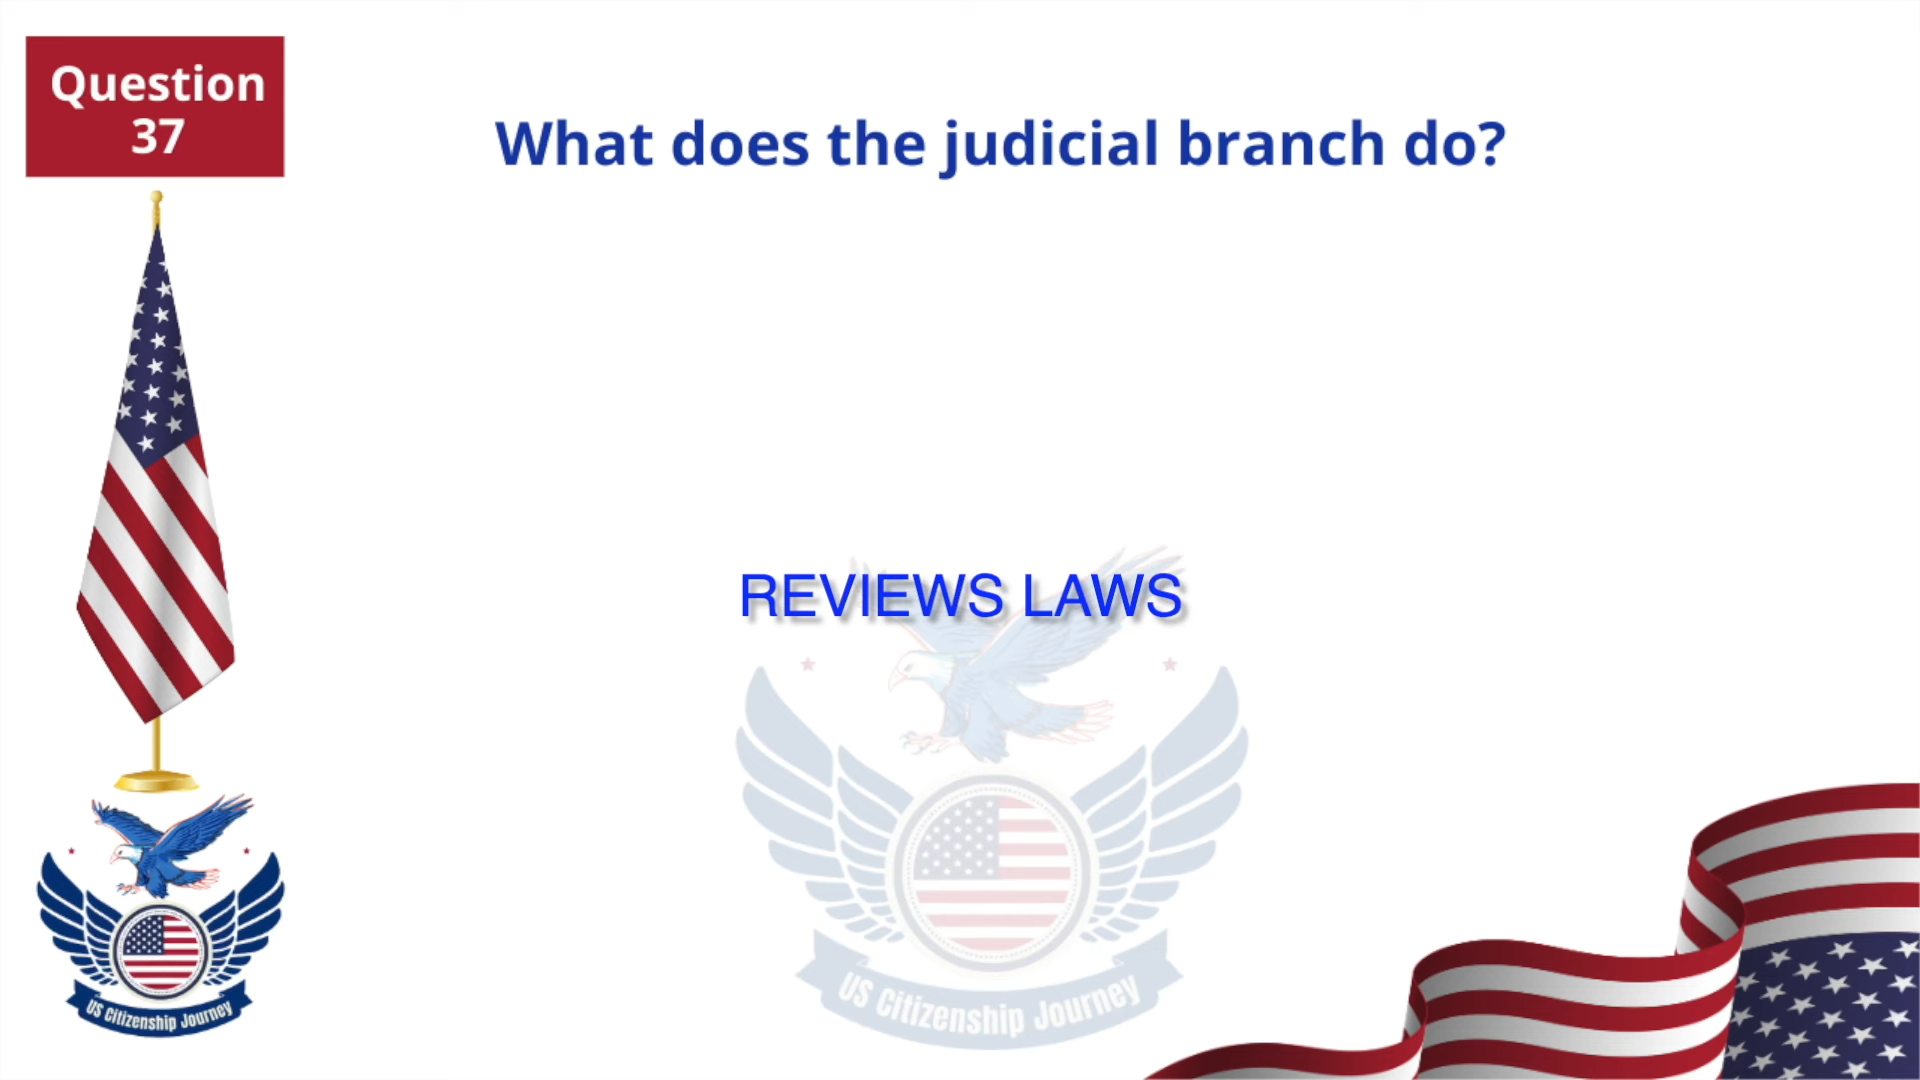 Question
37
What does the judicial branch do?
REVIEWS LAWS
US Citizenship Journey
US Citizenship Journey